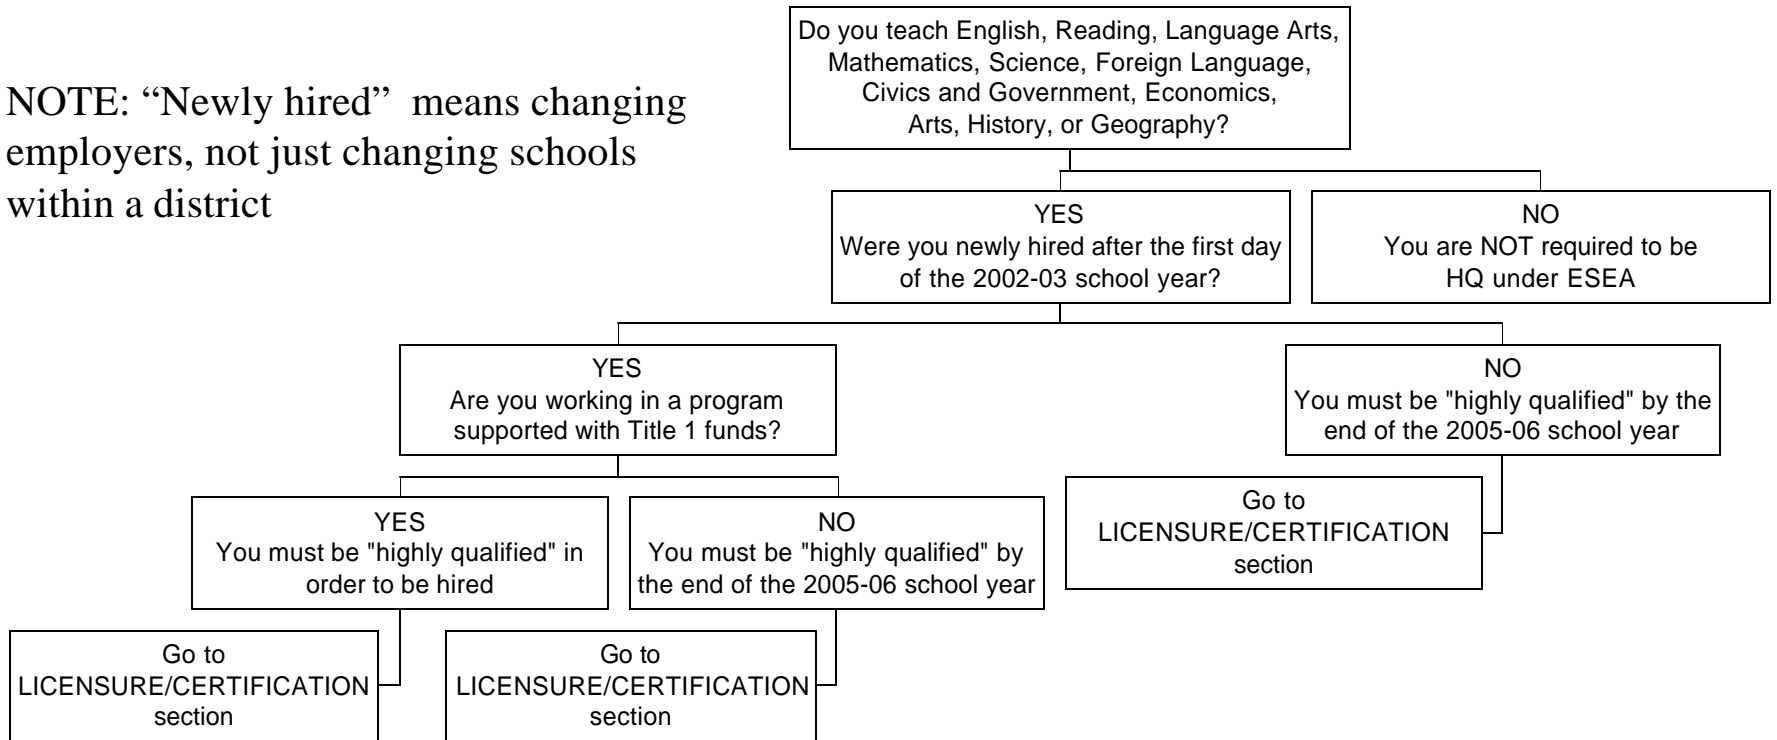 Do you teach English, Reading, Language Arts,
Mathematics, Science, Foreign Language,
Civics and Government, Economics,
Arts, History, or Geography?
NOTE: “Newly hired”  means changing
employers, not just changing schools
within a district
YES
Were you newly hired after the first day
of the 2002-03 school year?
NO
You are NOT required to be
HQ under ESEA
YES
Are you working in a program
supported with Title 1 funds?
NO
You must be "highly qualified" by the
end of the 2005-06 school year
YES
You must be "highly qualified" in
order to be hired
NO
You must be "highly qualified" by
the end of the 2005-06 school year
Go to
LICENSURE/CERTIFICATION
section
Go to
LICENSURE/CERTIFICATION
section
Go to
LICENSURE/CERTIFICATION
section